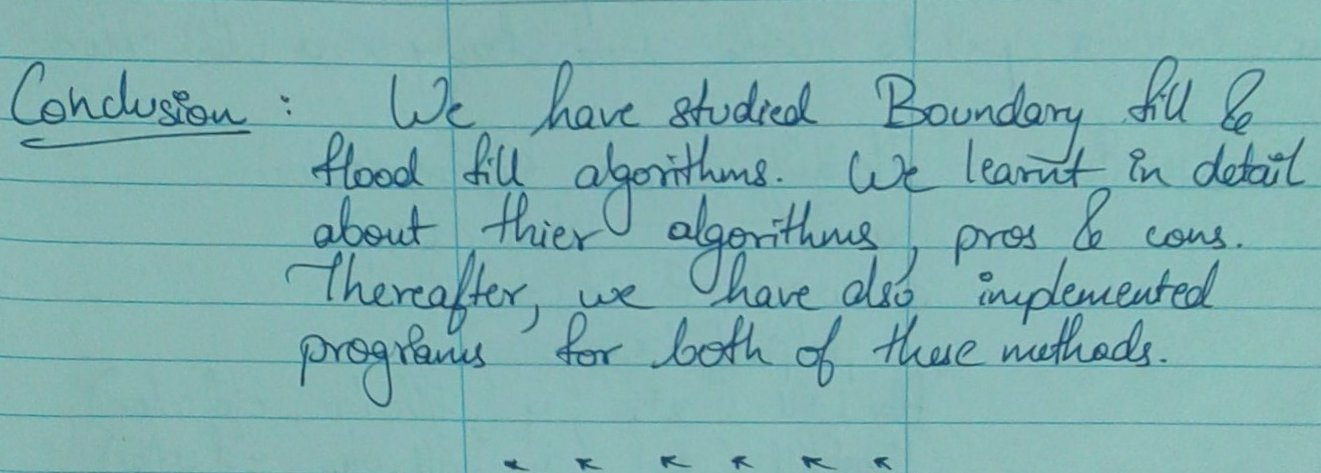 Conclusion : We have studied Boundary fill &
flood fill algorithms. We learnt in detail
about thier algorithms, pros & cons.
Thereafter, we have also implemented
programs for both of these methods.
* * * * * *